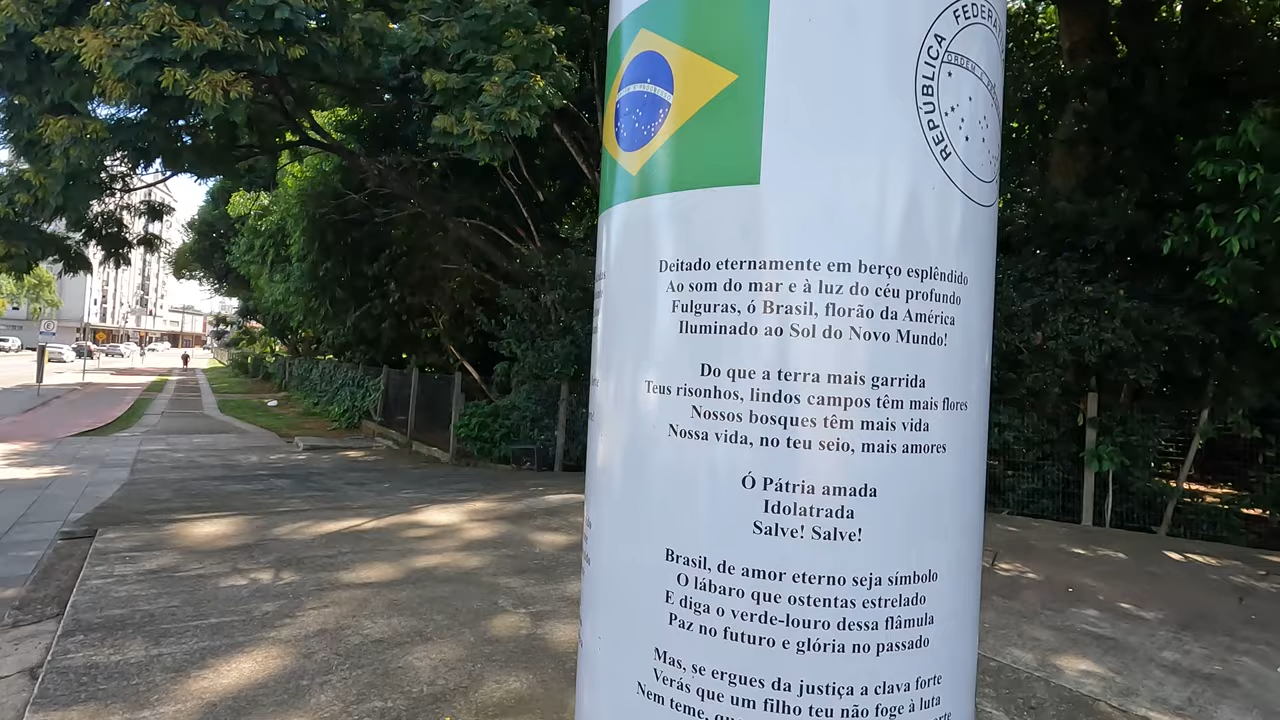 REPÚBLICA
ORDEM E
Deitado eternamente em berço esplêndido
Ao som do mar e à luz do céu profundo
Fulguras, ó Brasil, florão da América
Iluminado ao Sol do Novo Mundo!
Do que a terra mais garrida
Teus risonhos, lindos campos têm mais flores
Nossos bosques têm mais vida
Nossa vida, no teu seio, mais amores
Ó Pátria amada
Idolatrada
Salve! Salve!
Brasil, de amor eterno seja símbolo
O lábaro que ostentas estrelado
E diga o verde-louro dessa flâmula
Paz no futuro e glória no passado
Mas, se ergues da justiça a clava forte
Verás que um filho teu não foge à luta
Nem teme,